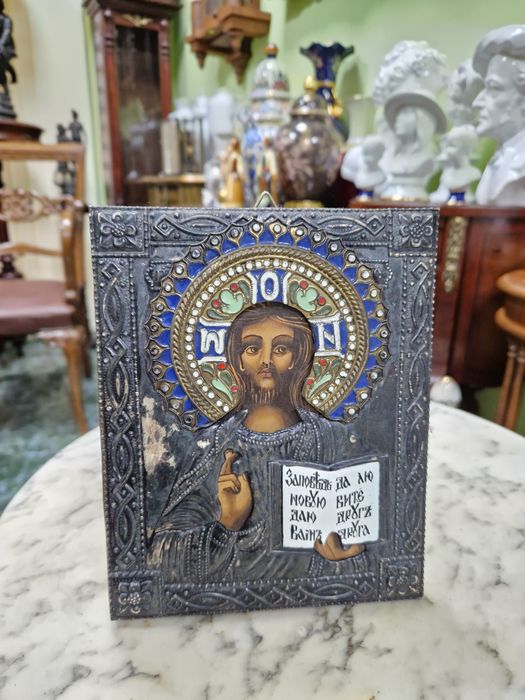 Ѡ О Н
ЗАПОВѢДЬ
НОВУЮ
ДАЮ
ВАМЪ
ДА ЛЮ
БИТЕ
ДРУГЪ
ДРУГА